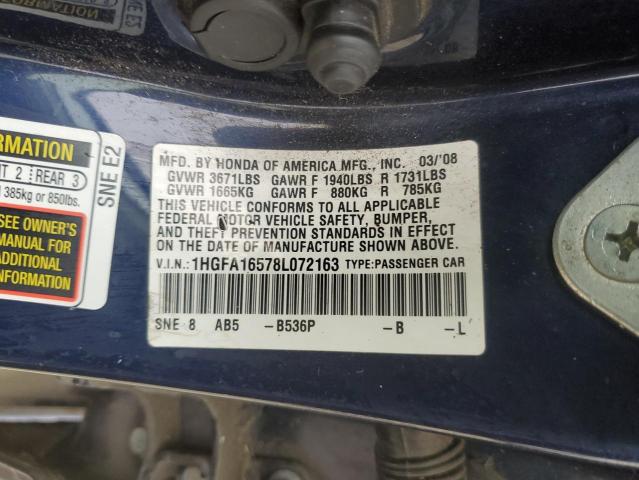 MFD. BY HONDA OF AMERICA MFG., INC. 03/'08
GVWR 3671LBS GAWR F 1940LBS R 1731LBS
GVWR 1665KG GAWR F 880KG R 785KG
THIS VEHICLE CONFORMS TO ALL APPLICABLE
FEDERAL MOTOR VEHICLE SAFETY, BUMPER,
AND THEFT PREVENTION STANDARDS IN EFFECT
ON THE DATE OF MANUFACTURE SHOWN ABOVE.
V.I.N.: 1HGFA16578L072163 TYPE:PASSENGER CAR
SNE 8 AB5 -B536P -B -L
RMATION
2 REAR 3
385kg or 850lbs.
SEE OWNER'S
MANUAL FOR
ADDITIONAL
INFORMATION
SNE E2